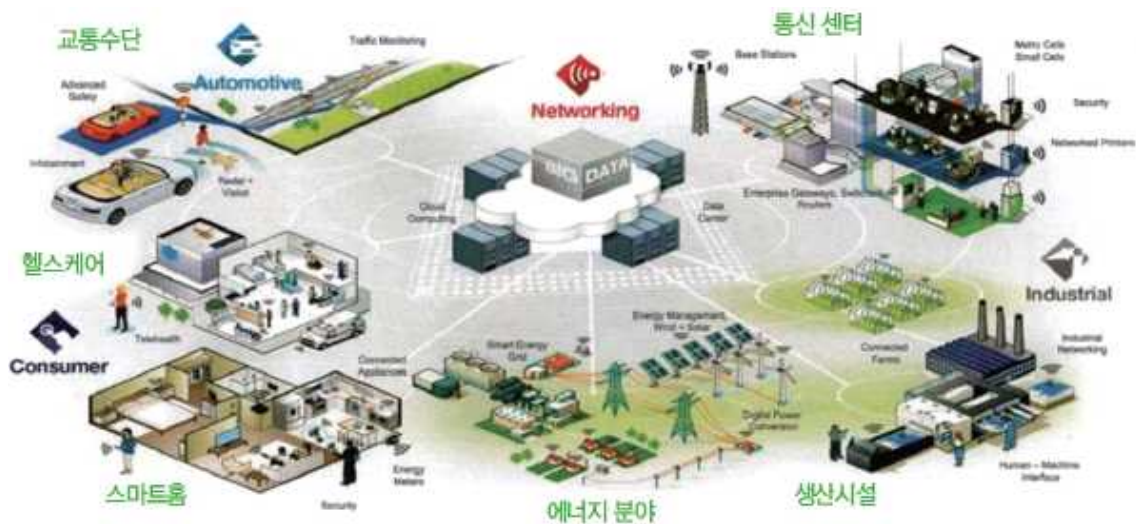 교통수단
Automotive
Traffic Monitoring
Advanced
Safety
Infotainment
Radar +
Vision
Networking
BIG DATA
Cloud
Computing
Data
Center
통신 센터
Base Stations
Metro Cells
Small Cells
Security
Networked Printers
Enterprise Gateways, Switches,
Routers
헬스케어
Telehealth
Consumer
Connected
Appliances
Energy
Meters
Security
스마트홈
Smart Energy
Grid
Energy Management,
Wind + Solar
Digital Power
Conversion
에너지 분야
Connected
Farms
Industrial
Industrial
Networking
Human – Machine
Interface
생산시설